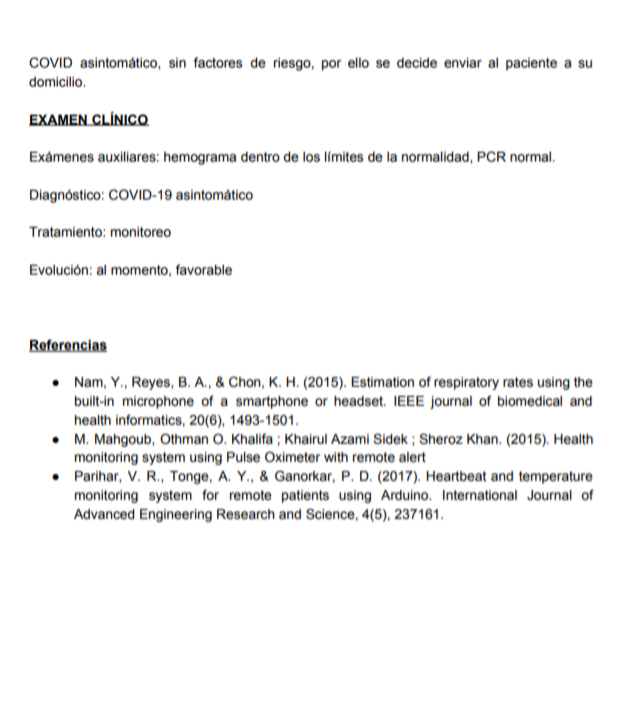 COVID asintomático, sin factores de riesgo, por ello se decide enviar al paciente a su
domicilio.
EXAMEN CLÍNICO
Exámenes auxiliares: hemograma dentro de los límites de la normalidad, PCR normal.
Diagnóstico: COVID-19 asintomático
Tratamiento: monitoreo
Evolución: al momento, favorable
Referencias
● Nam, Y., Reyes, B. A., & Chon, K. H. (2015). Estimation of respiratory rates using the
built-in microphone of a smartphone or headset. IEEE journal of biomedical and
health informatics, 20(6), 1493-1501.
● M. Mahgoub, Othman O. Khalifa ; Khairul Azami Sidek ; Sheroz Khan. (2015). Health
monitoring system using Pulse Oximeter with remote alert
● Parihar, V. R., Tonge, A. Y., & Ganorkar, P. D. (2017). Heartbeat and temperature
monitoring system for remote patients using Arduino. International Journal of
Advanced Engineering Research and Science, 4(5), 237161.